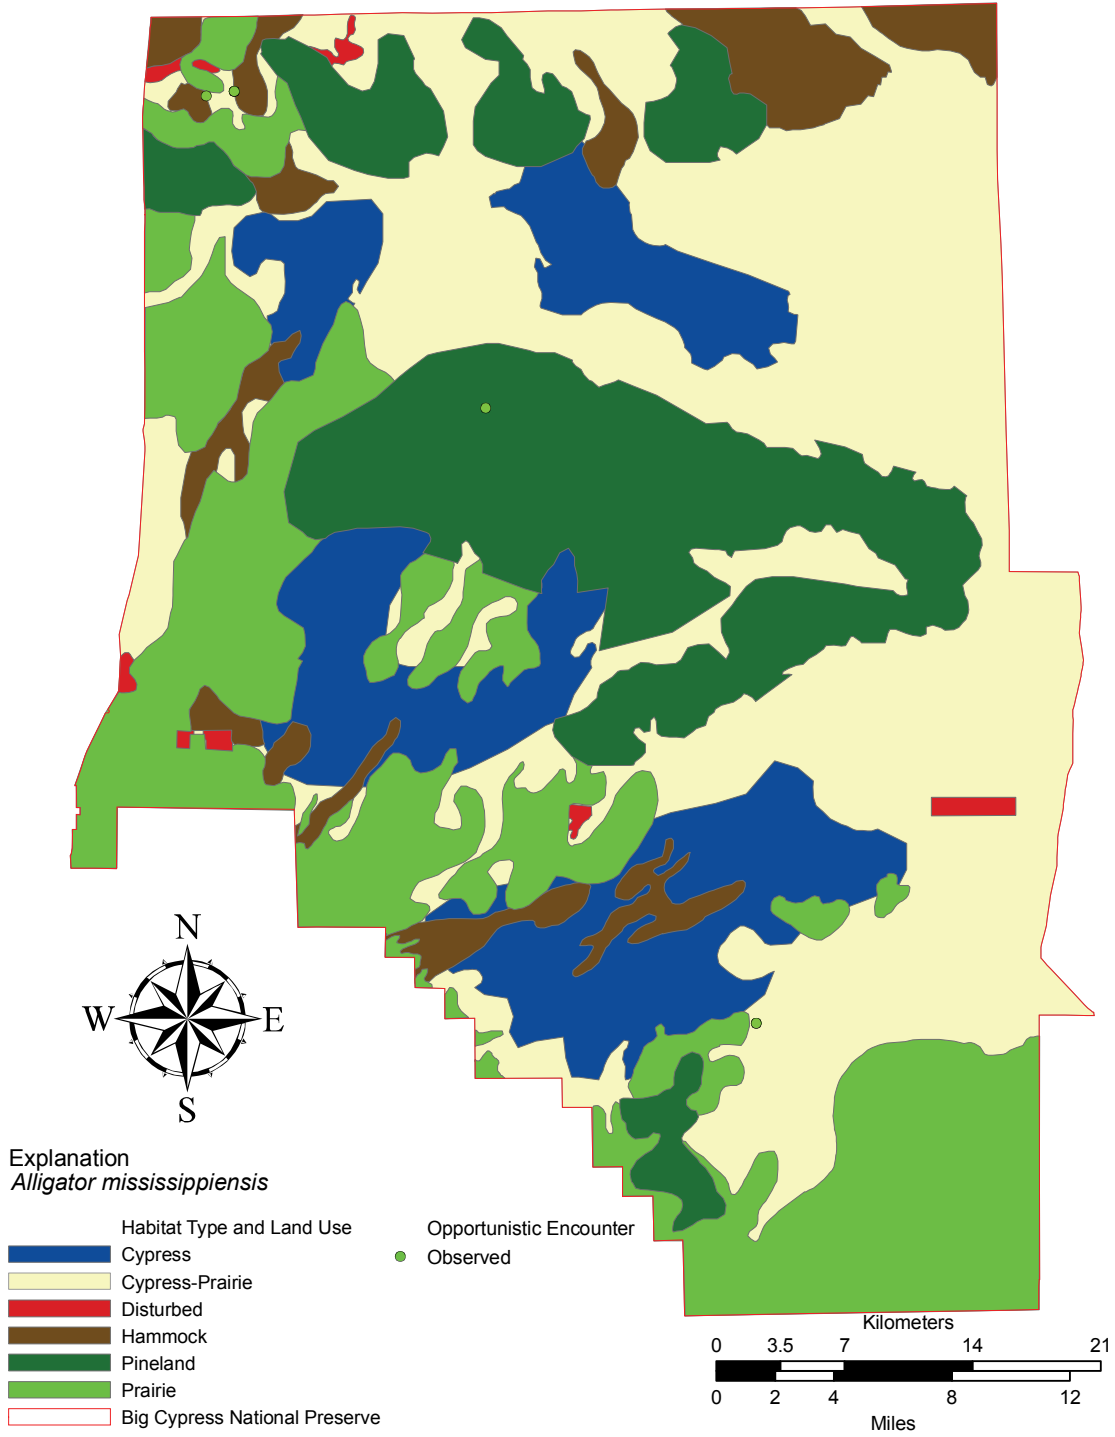 N
W E
S
Explanation
Alligator mississippiensis
Habitat Type and Land Use
Cypress
Cypress-Prairie
Disturbed
Hammock
Pineland
Prairie
Big Cypress National Preserve
Opportunistic Encounter
Observed
Kilometers
0 3.5 7 14 21
0 2 4 8 12
Miles